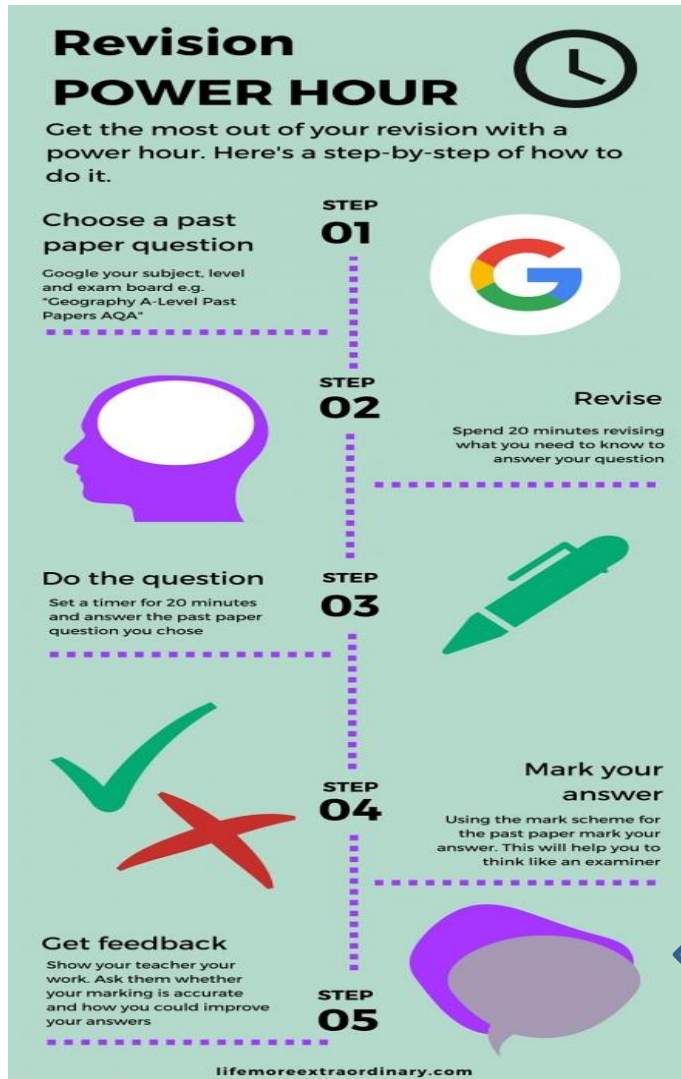 Revision
POWER HOUR
Get the most out of your revision with a
power hour. Here's a step-by-step of how to
do it.
STEP
01
Choose a past
paper question
Google your subject, level
and exam board e.g.
"Geography A-Level Past
Papers AQA"
G
STEP
02
Revise
Spend 20 minutes revising
what you need to know to
answer your question
Do the question
Set a timer for 20 minutes
and answer the past paper
question you chose
STEP
03
STEP
04
Mark your
answer
Using the mark scheme for
the past paper mark your
answer. This will help you to
think like an examiner
Get feedback
Show your teacher your
work. Ask them whether
your marking is accurate
and how you could improve
your answers
STEP
05
lifemoreextraordinary.com